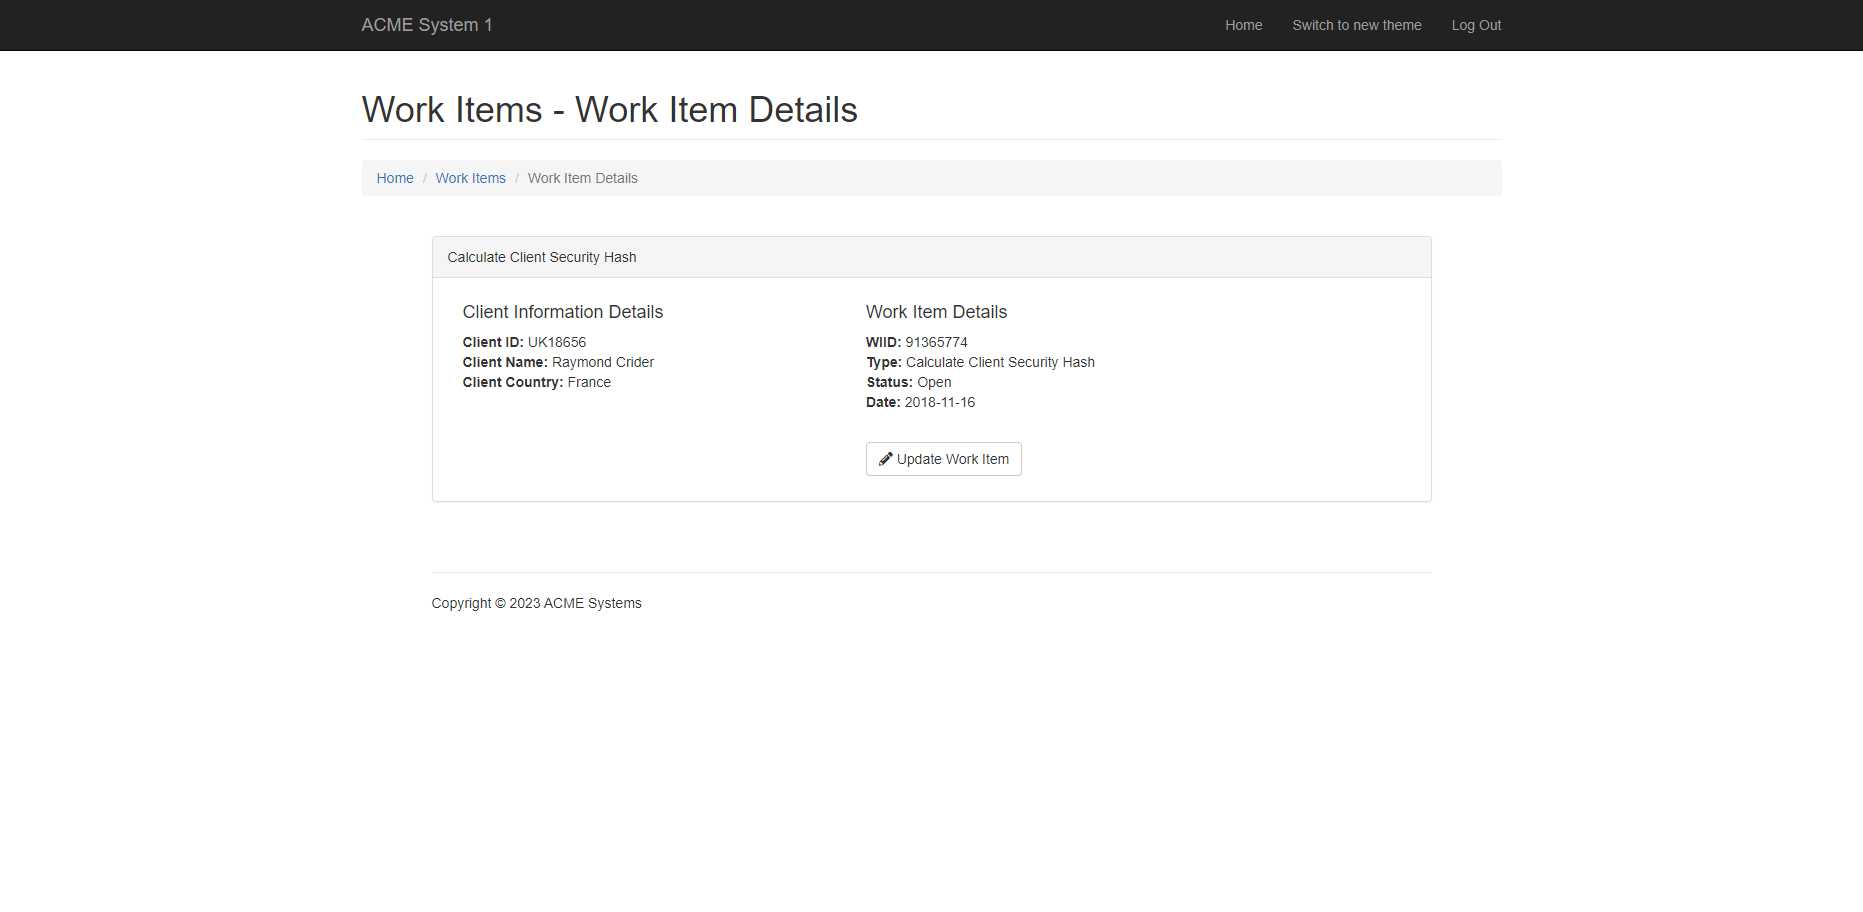 ACME System 1
Home
Switch to new theme
Log Out
Work Items - Work Item Details
Home / Work Items / Work Item Details
Calculate Client Security Hash
Client Information Details
Client ID: UK18656
Client Name: Raymond Crider
Client Country: France
Work Item Details
WIID: 91365774
Type: Calculate Client Security Hash
Status: Open
Date: 2018-11-16
Update Work Item
Copyright © 2023 ACME Systems